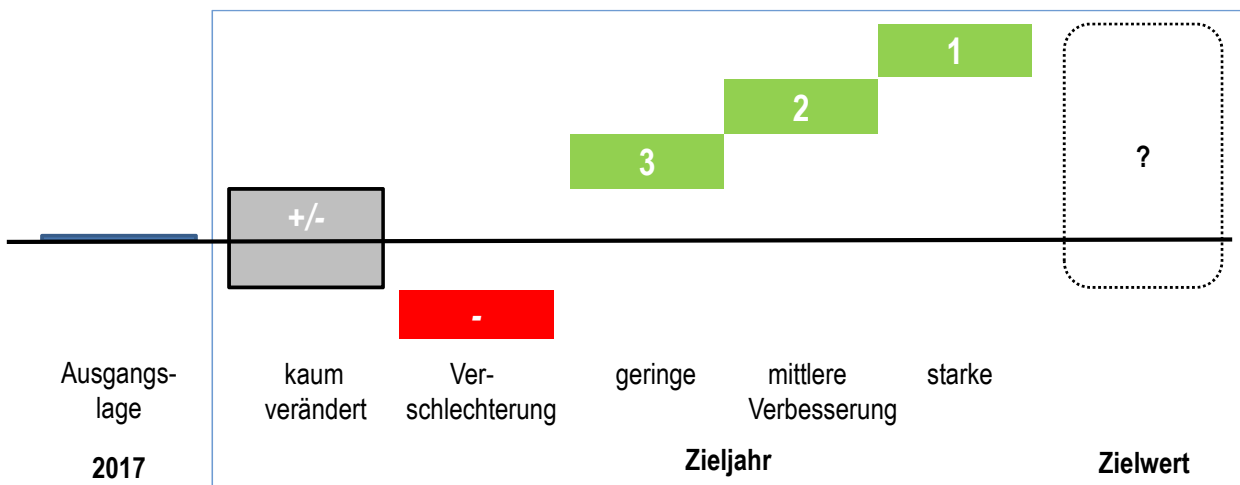 1
2
3
?
+/-
-
Ausgangs-
lage
kaum
verändert
Ver-
schlechterung
geringe
mittlere
starke
Verbesserung
2017
Zieljahr
Zielwert